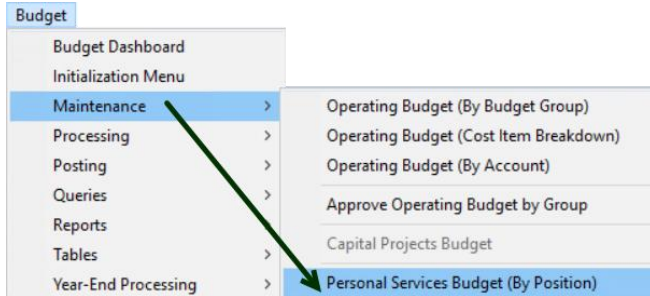 Budget
Budget Dashboard
Initialization Menu
Maintenance
Processing
Posting
Queries
Reports
Tables
Year-End Processing
Operating Budget (By Budget Group)
Operating Budget (Cost Item Breakdown)
Operating Budget (By Account)
Approve Operating Budget by Group
Capital Projects Budget
Personal Services Budget (By Position)